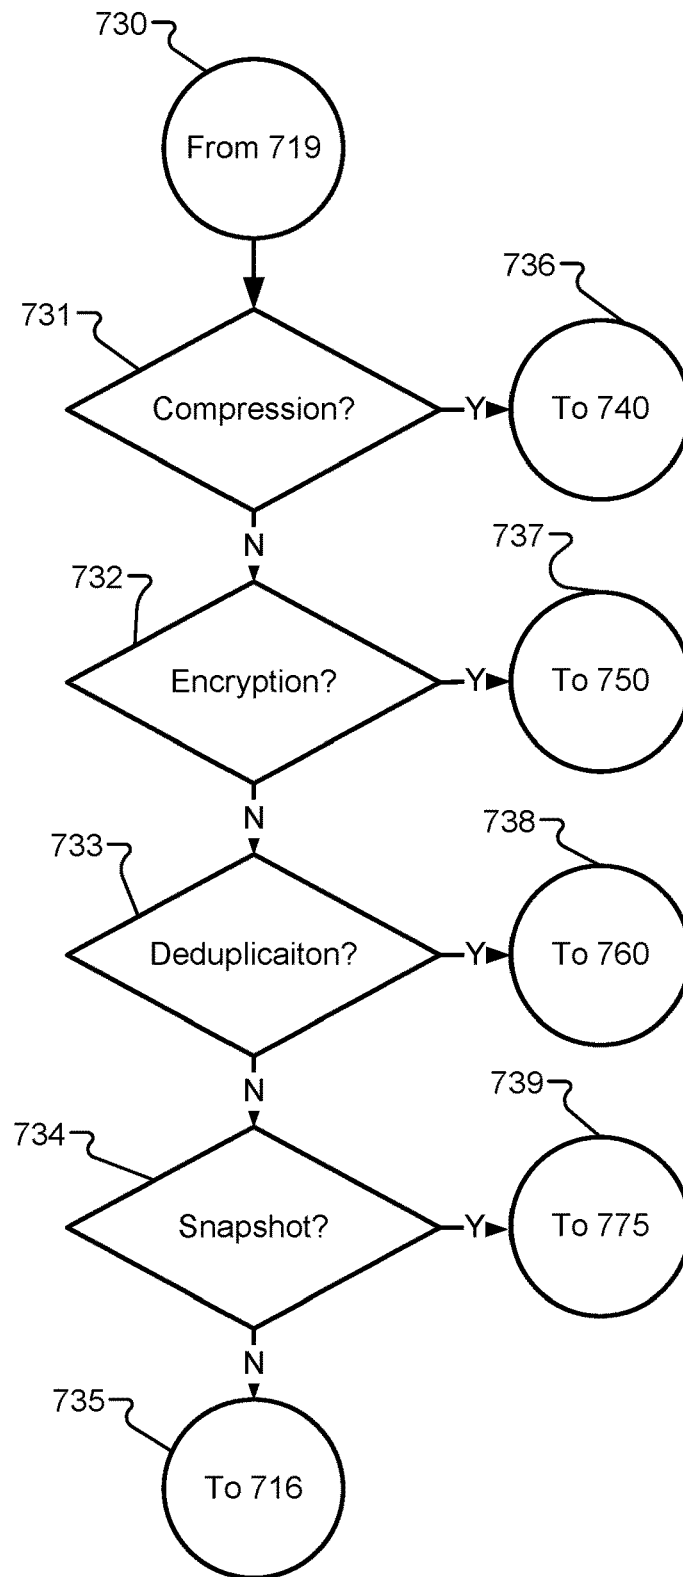 730
From 719
736
731
Compression?
Y
To 740
N
737
732
Encryption?
Y
To 750
N
738
733
Deduplicaiton?
Y
To 760
N
739
734
Snapshot?
Y
To 775
N
735
To 716